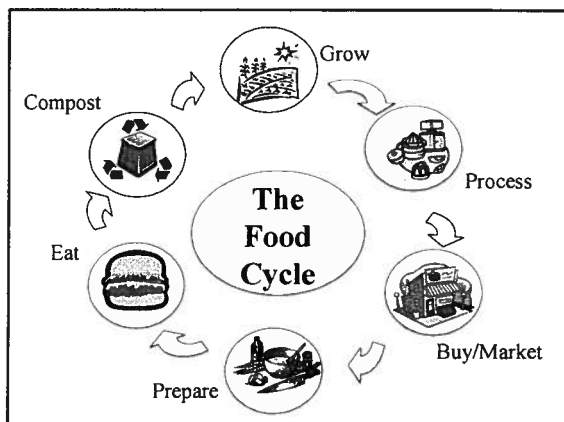 Grow
Compost
Process
The
Food
Cycle
Eat
Buy/Market
Prepare